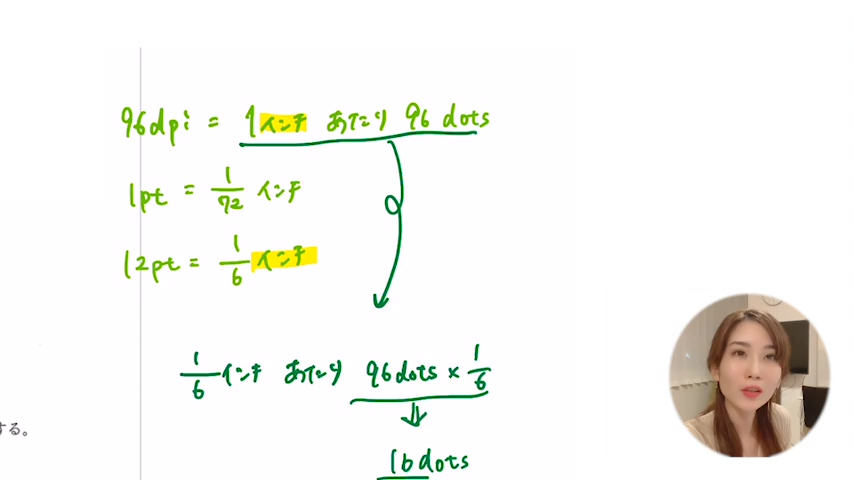 96dpi = 1インチ あたり 96 dots
1pt = 1/72 インチ
12pt = 1/6 インチ
1/6 インチ あたり 96dots × 1/6
⇓
16dots
する。